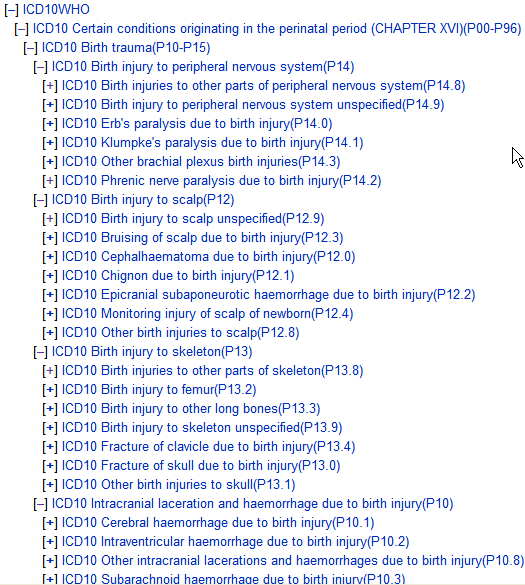 [–] ICD10WHO
[–] ICD10 Certain conditions originating in the perinatal period (CHAPTER XVI)(P00-P96)
[–] ICD10 Birth trauma(P10-P15)
[–] ICD10 Birth injury to peripheral nervous system(P14)
[+] ICD10 Birth injuries to other parts of peripheral nervous system(P14.8)
[+] ICD10 Birth injury to peripheral nervous system unspecified(P14.9)
[+] ICD10 Erb's paralysis due to birth injury(P14.0)
[+] ICD10 Klumpke's paralysis due to birth injury(P14.1)
[+] ICD10 Other brachial plexus birth injuries(P14.3)
[+] ICD10 Phrenic nerve paralysis due to birth injury(P14.2)
[–] ICD10 Birth injury to scalp(P12)
[+] ICD10 Birth injury to scalp unspecified(P12.9)
[+] ICD10 Bruising of scalp due to birth injury(P12.3)
[+] ICD10 Cephalhaematoma due to birth injury(P12.0)
[+] ICD10 Chignon due to birth injury(P12.1)
[+] ICD10 Epicranial subaponeurotic haemorrhage due to birth injury(P12.2)
[+] ICD10 Monitoring injury of scalp of newborn(P12.4)
[+] ICD10 Other birth injuries to scalp(P12.8)
[–] ICD10 Birth injury to skeleton(P13)
[+] ICD10 Birth injuries to other parts of skeleton(P13.8)
[+] ICD10 Birth injury to femur(P13.2)
[+] ICD10 Birth injury to other long bones(P13.3)
[+] ICD10 Birth injury to skeleton unspecified(P13.9)
[+] ICD10 Fracture of clavicle due to birth injury(P13.4)
[+] ICD10 Fracture of skull due to birth injury(P13.0)
[+] ICD10 Other birth injuries to skull(P13.1)
[–] ICD10 Intracranial laceration and haemorrhage due to birth injury(P10)
[+] ICD10 Cerebral haemorrhage due to birth injury(P10.1)
[+] ICD10 Intraventricular haemorrhage due to birth injury(P10.2)
[+] ICD10 Other intracranial lacerations and haemorrhages due to birth injury(P10.8)
[+] ICD10 Subarachnoid haemorrhage due to birth injury(P10.3)